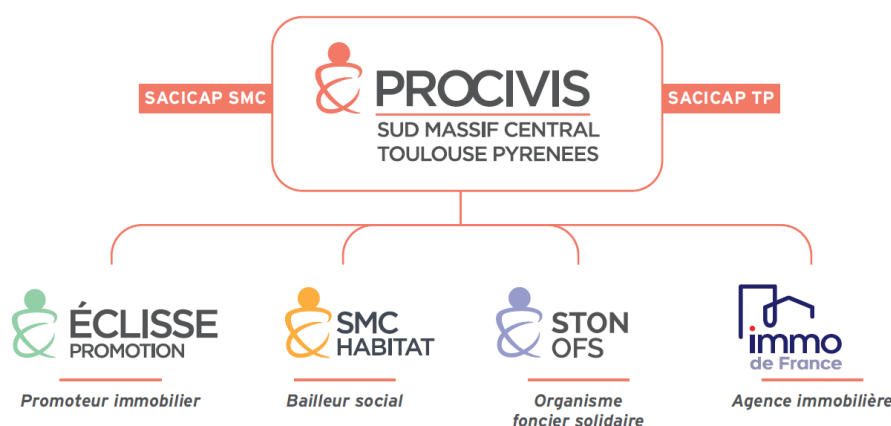 SACICAP SMC
PROCIVIS
SUD MASSIF CENTRAL
TOULOUSE PYRENEES
SACICAP TP
ÉCLISSE
PROMOTION
Promoteur immobilier
SMC
HABITAT
Bailleur social
STON
OFS
Organisme
foncier solidaire
immo
de France
Agence immobilière